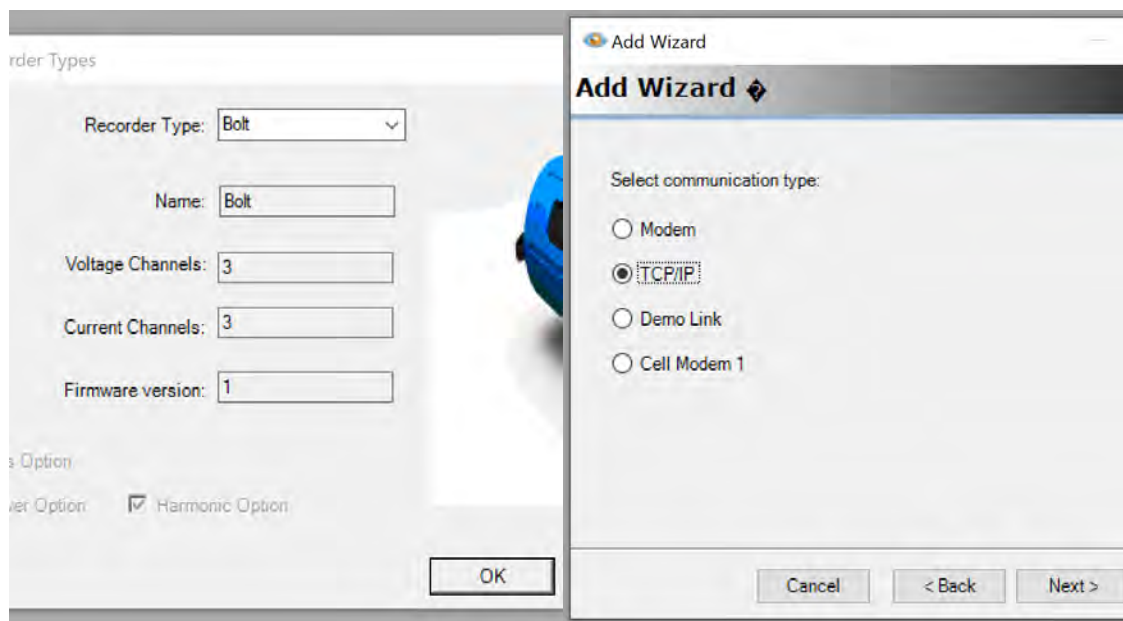 rder Types
Recorder Type: Bolt
Name: Bolt
Voltage Channels: 3
Current Channels: 3
Firmware version: 1
s Option
ver Option Harmonic Option
OK
Add Wizard
Add Wizard �
Select communication type:
Modem
TCP/IP
Demo Link
Cell Modem 1
Cancel < Back Next >